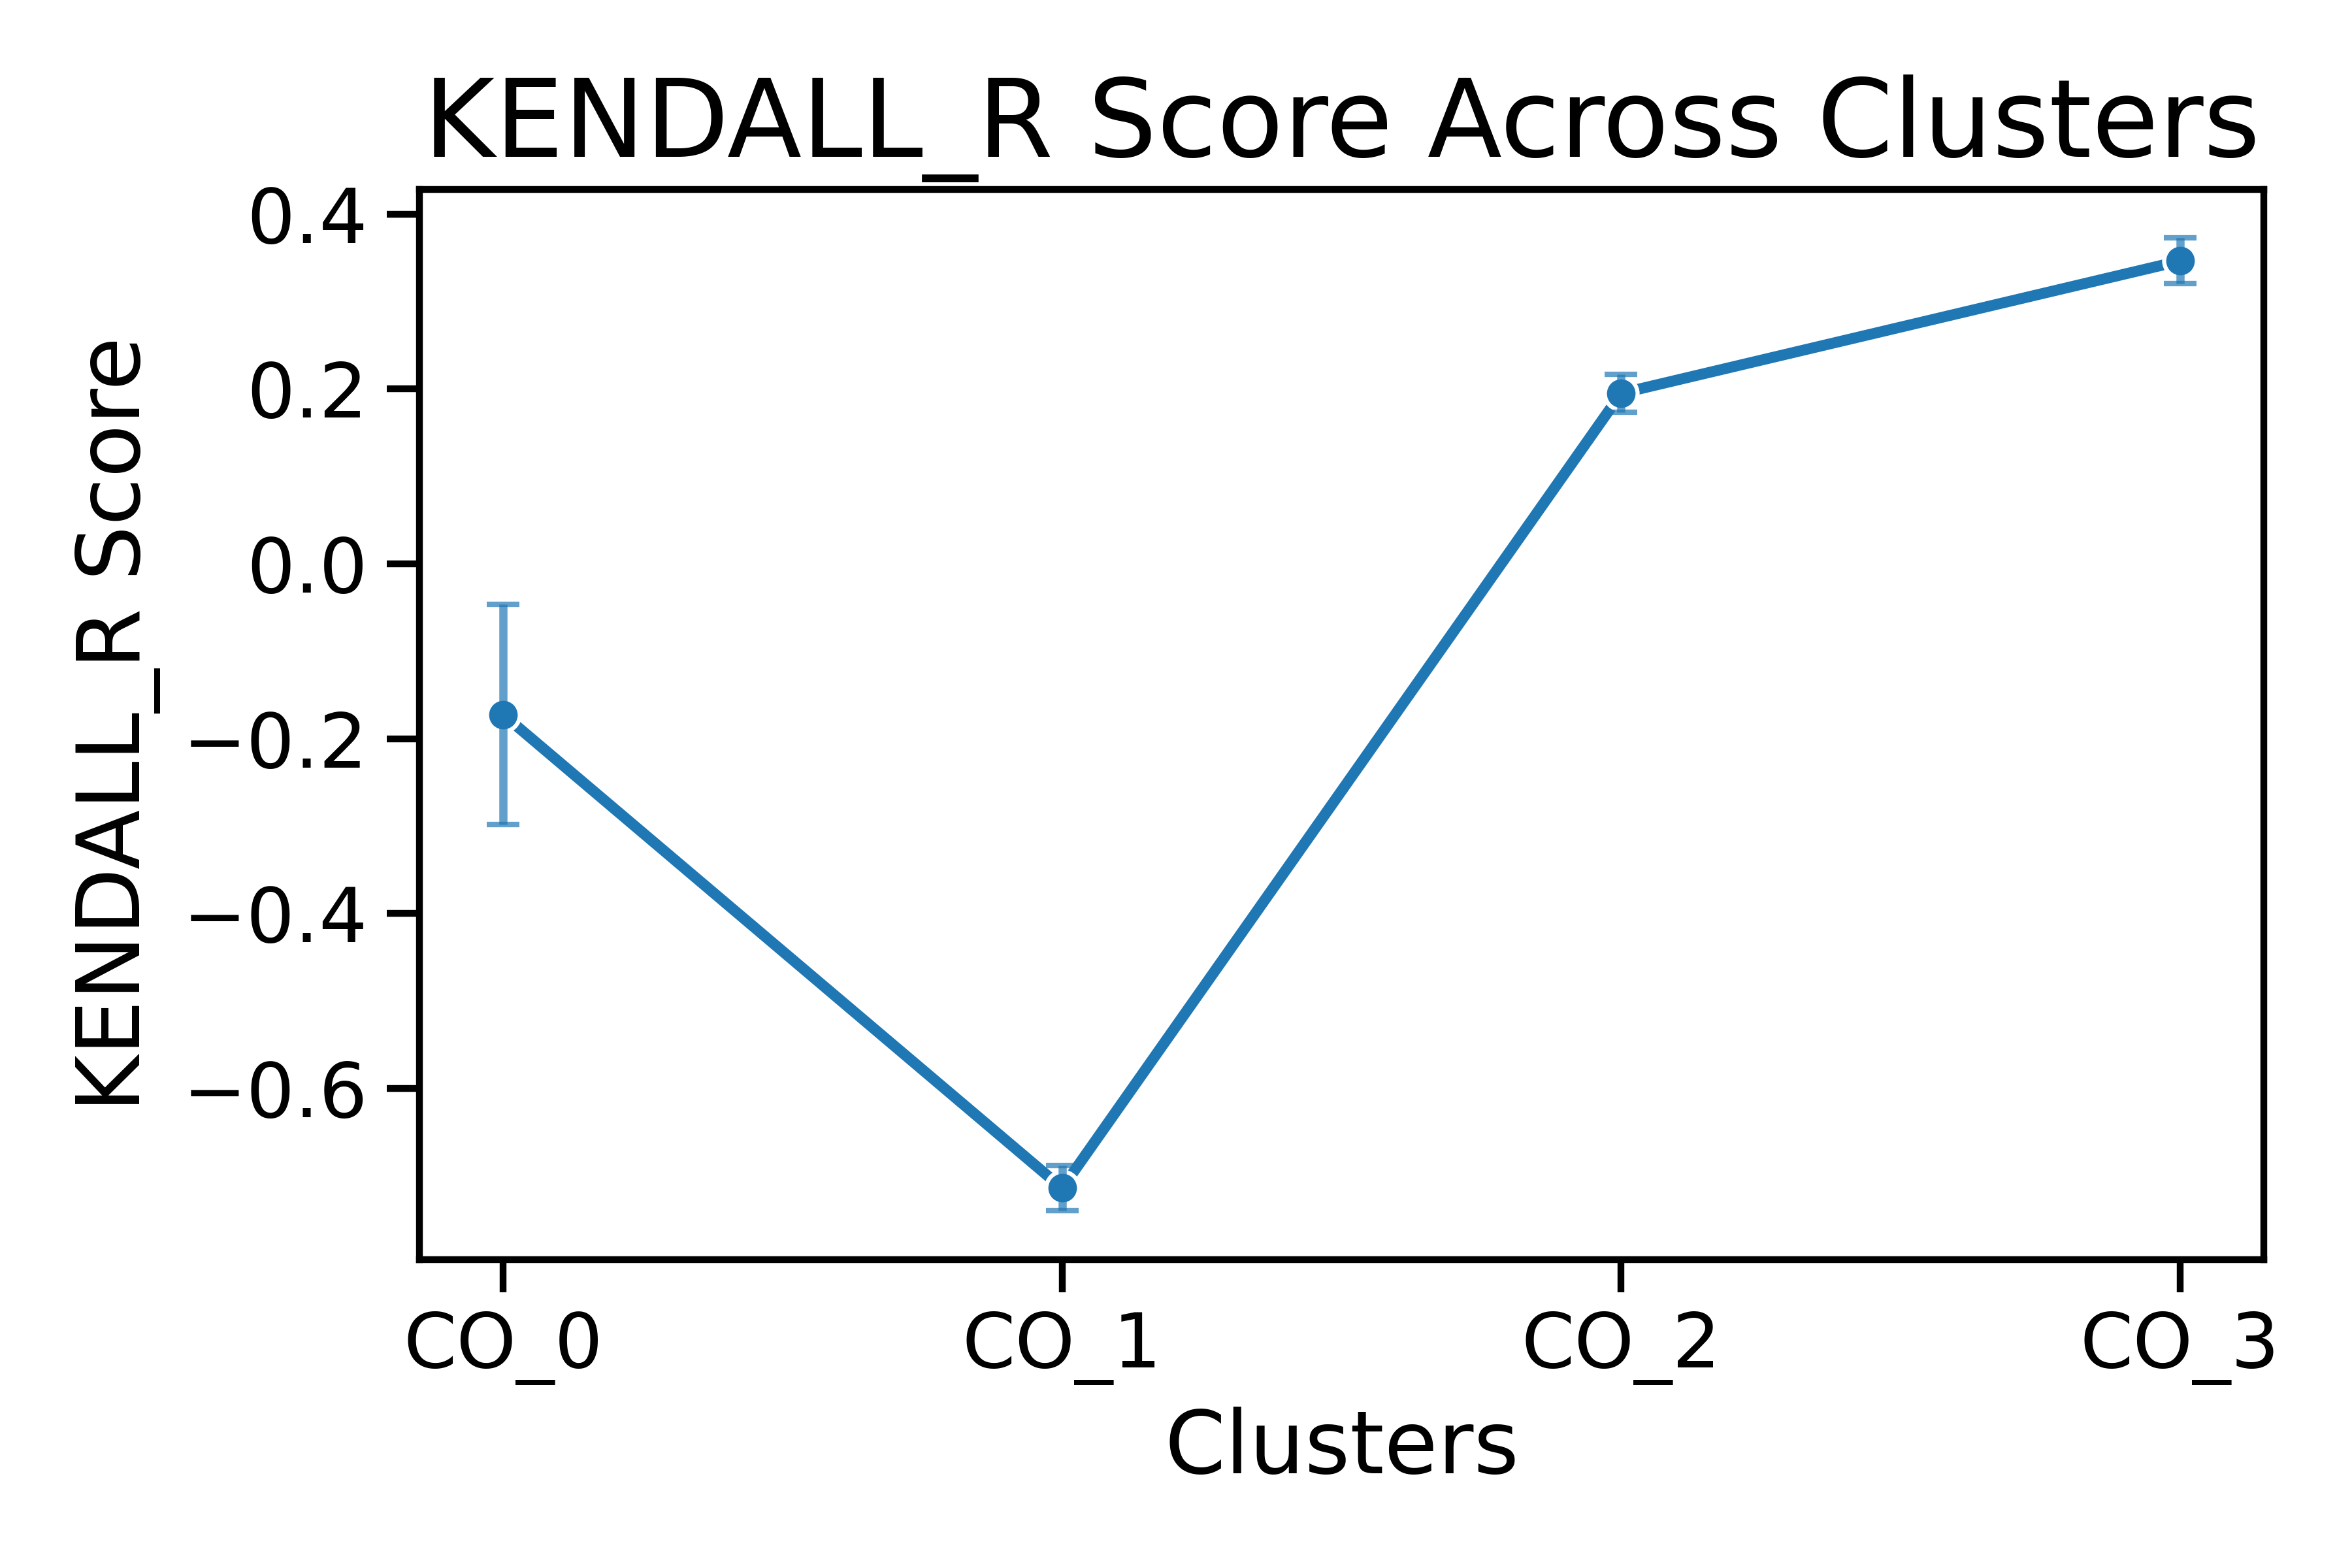 KENDALL_R Score Across Clusters
KENDALL_R Score
0.4
0.2
0.0
−0.2
−0.4
−0.6
CO_0
CO_1
CO_2
CO_3
Clusters